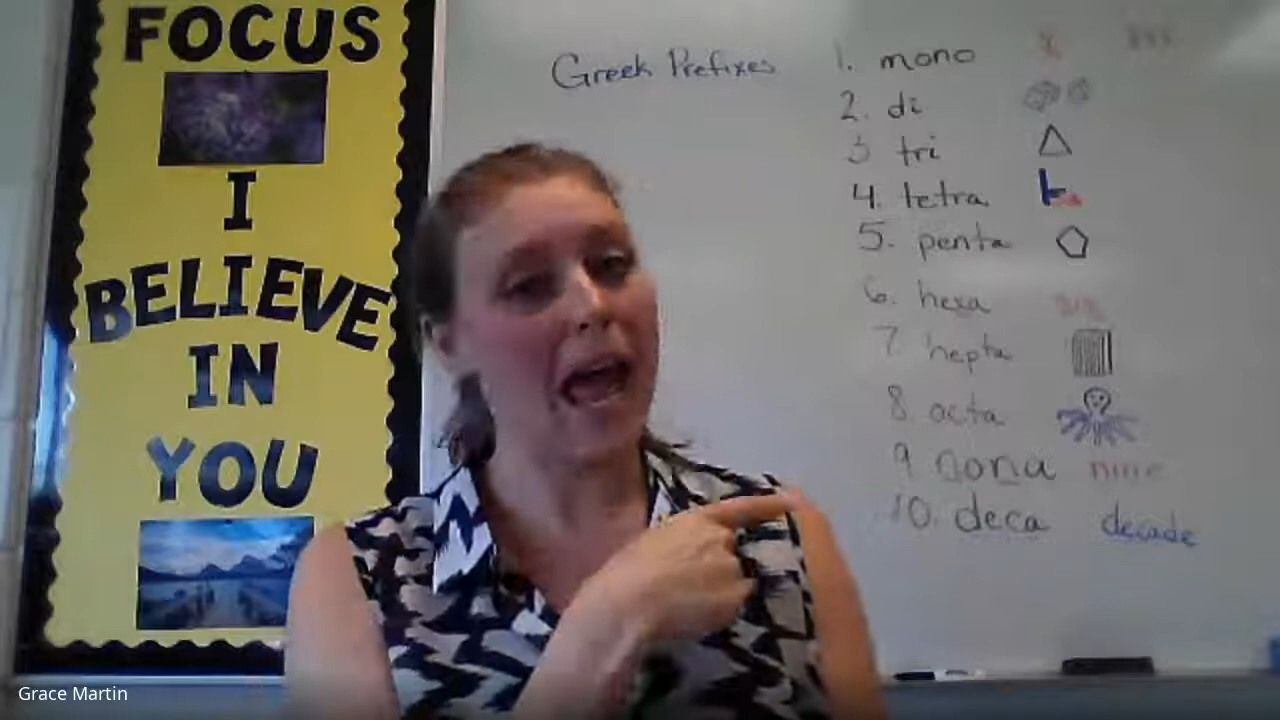 FOCUS
I
BELIEVE
IN
YOU
Greek Prefixes
1. mono
2. di
3 tri
4. tetra
5. penta
6. hexa
7. hepta
8. octa
9 nona nine
10. deca decade
Grace Martin